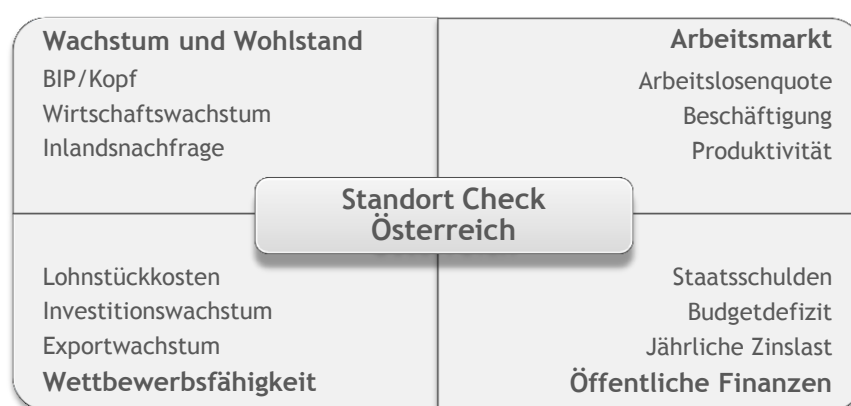 Wachstum und Wohlstand
BIP/Kopf
Wirtschaftswachstum
Inlandsnachfrage
Arbeitsmarkt
Arbeitslosenquote
Beschäftigung
Produktivität
Standort Check
Österreich
Lohnstückkosten
Investitionswachstum
Exportwachstum
Wettbewerbsfähigkeit
Staatsschulden
Budgetdefizit
Jährliche Zinslast
Öffentliche Finanzen